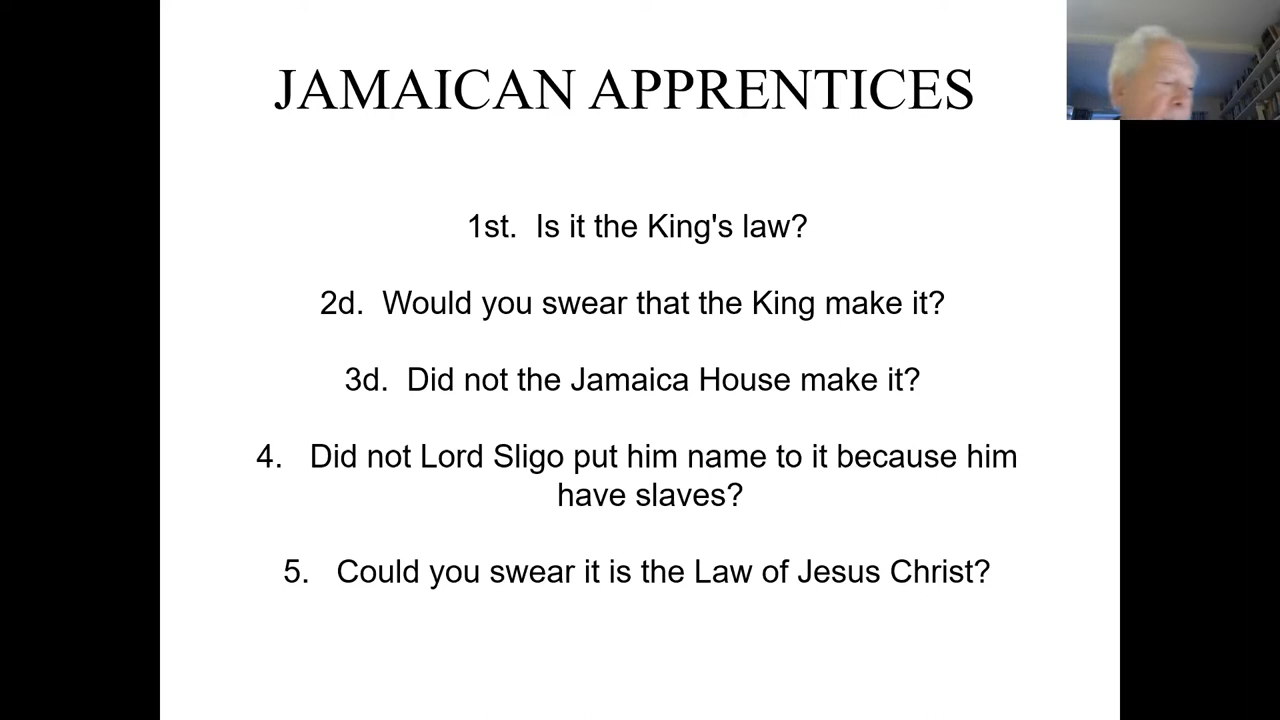 JAMAICAN APPRENTICES
1st.  Is it the King's law?
2d.  Would you swear that the King make it?
3d.  Did not the Jamaica House make it?
4.   Did not Lord Sligo put him name to it because him
have slaves?
5.   Could you swear it is the Law of Jesus Christ?